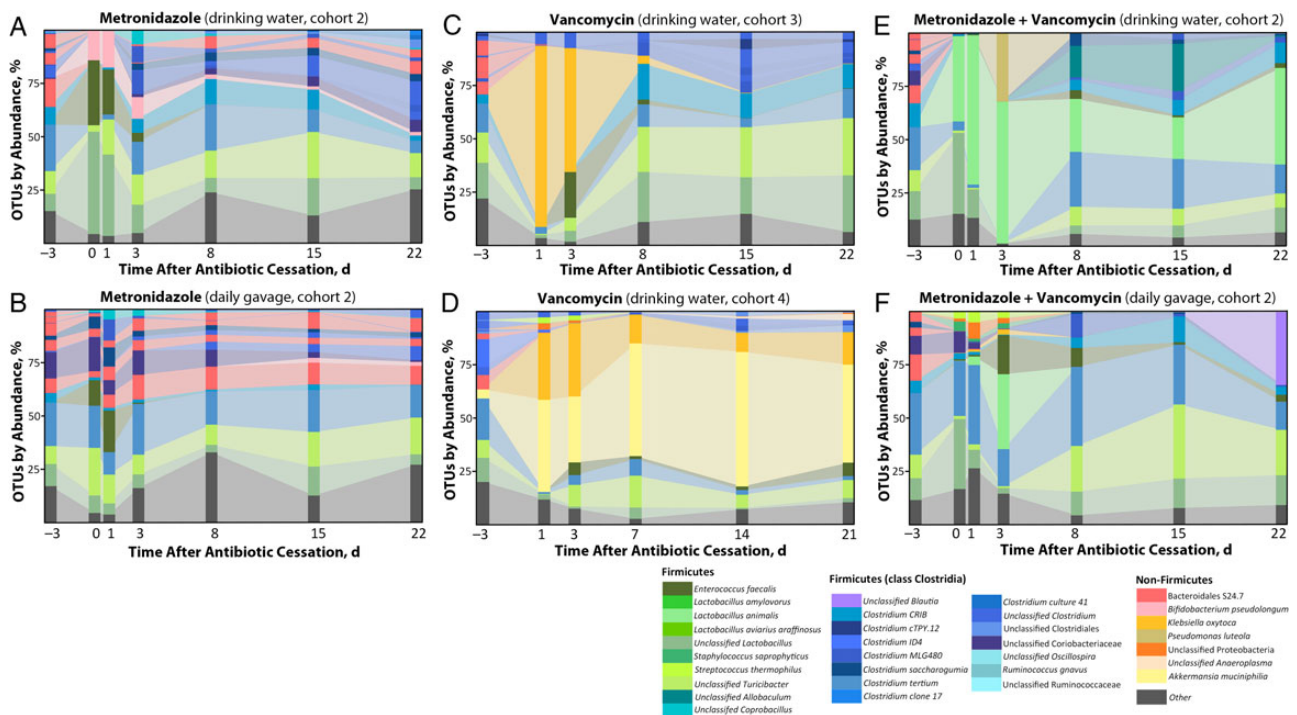 A
Metronidazole (drinking water, cohort 2)
OTUs by Abundance, %
75
50
25
−3 0 1 3 8 15 22
Time After Antibiotic Cessation, d
C
Vancomycin (drinking water, cohort 3)
OTUs by Abundance, %
75
50
25
−3 1 3 8 15 22
Time After Antibiotic Cessation, d
E
Metronidazole + Vancomycin (drinking water, cohort 2)
OTUs by Abundance, %
75
50
25
−3 0 1 3 8 15 22
Time After Antibiotic Cessation, d
B
Metronidazole (daily gavage, cohort 2)
OTUs by Abundance, %
75
50
25
−3 0 1 3 8 15 22
Time After Antibiotic Cessation, d
D
Vancomycin (drinking water, cohort 4)
OTUs by Abundance, %
75
50
25
−3 1 3 7 14 21
Time After Antibiotic Cessation, d
F
Metronidazole + Vancomycin (daily gavage, cohort 2)
OTUs by Abundance, %
75
50
25
−3 0 1 3 8 15 22
Time After Antibiotic Cessation, d
Firmicutes
Enterococcus faecalis
Lactobacillus amylovorus
Lactobacillus animalis
Lactobacillus aviarius araffinosus
Unclassified Lactobacillus
Staphylococcus saprophyticus
Streptococcus thermophilus
Unclassified Turicibacter
Unclassified Allobaculum
Unclassifed Coprobacillus
Firmicutes (class Clostridia)
Unclassified Blautia
Clostridium CRIB
Clostridium cTPY.12
Clostridium ID4
Clostridium MLG480
Clostridium saccharogumia
Clostridium tertium
Clostridium clone 17
Clostridium culture 41
Unclassified Clostridium
Unclassified Clostridiales
Unclassified Coriobacteriaceae
Unclassified Oscillospira
Ruminococcus gnavus
Unclassified Ruminococcaceae
Non-Firmicutes
Bacteroidales S24.7
Bifidobacterium pseudolongum
Klebsiella oxytoca
Pseudomonas luteola
Unclassified Proteobacteria
Unclassified Anaeroplasma
Akkermansia muciniphilia
Other